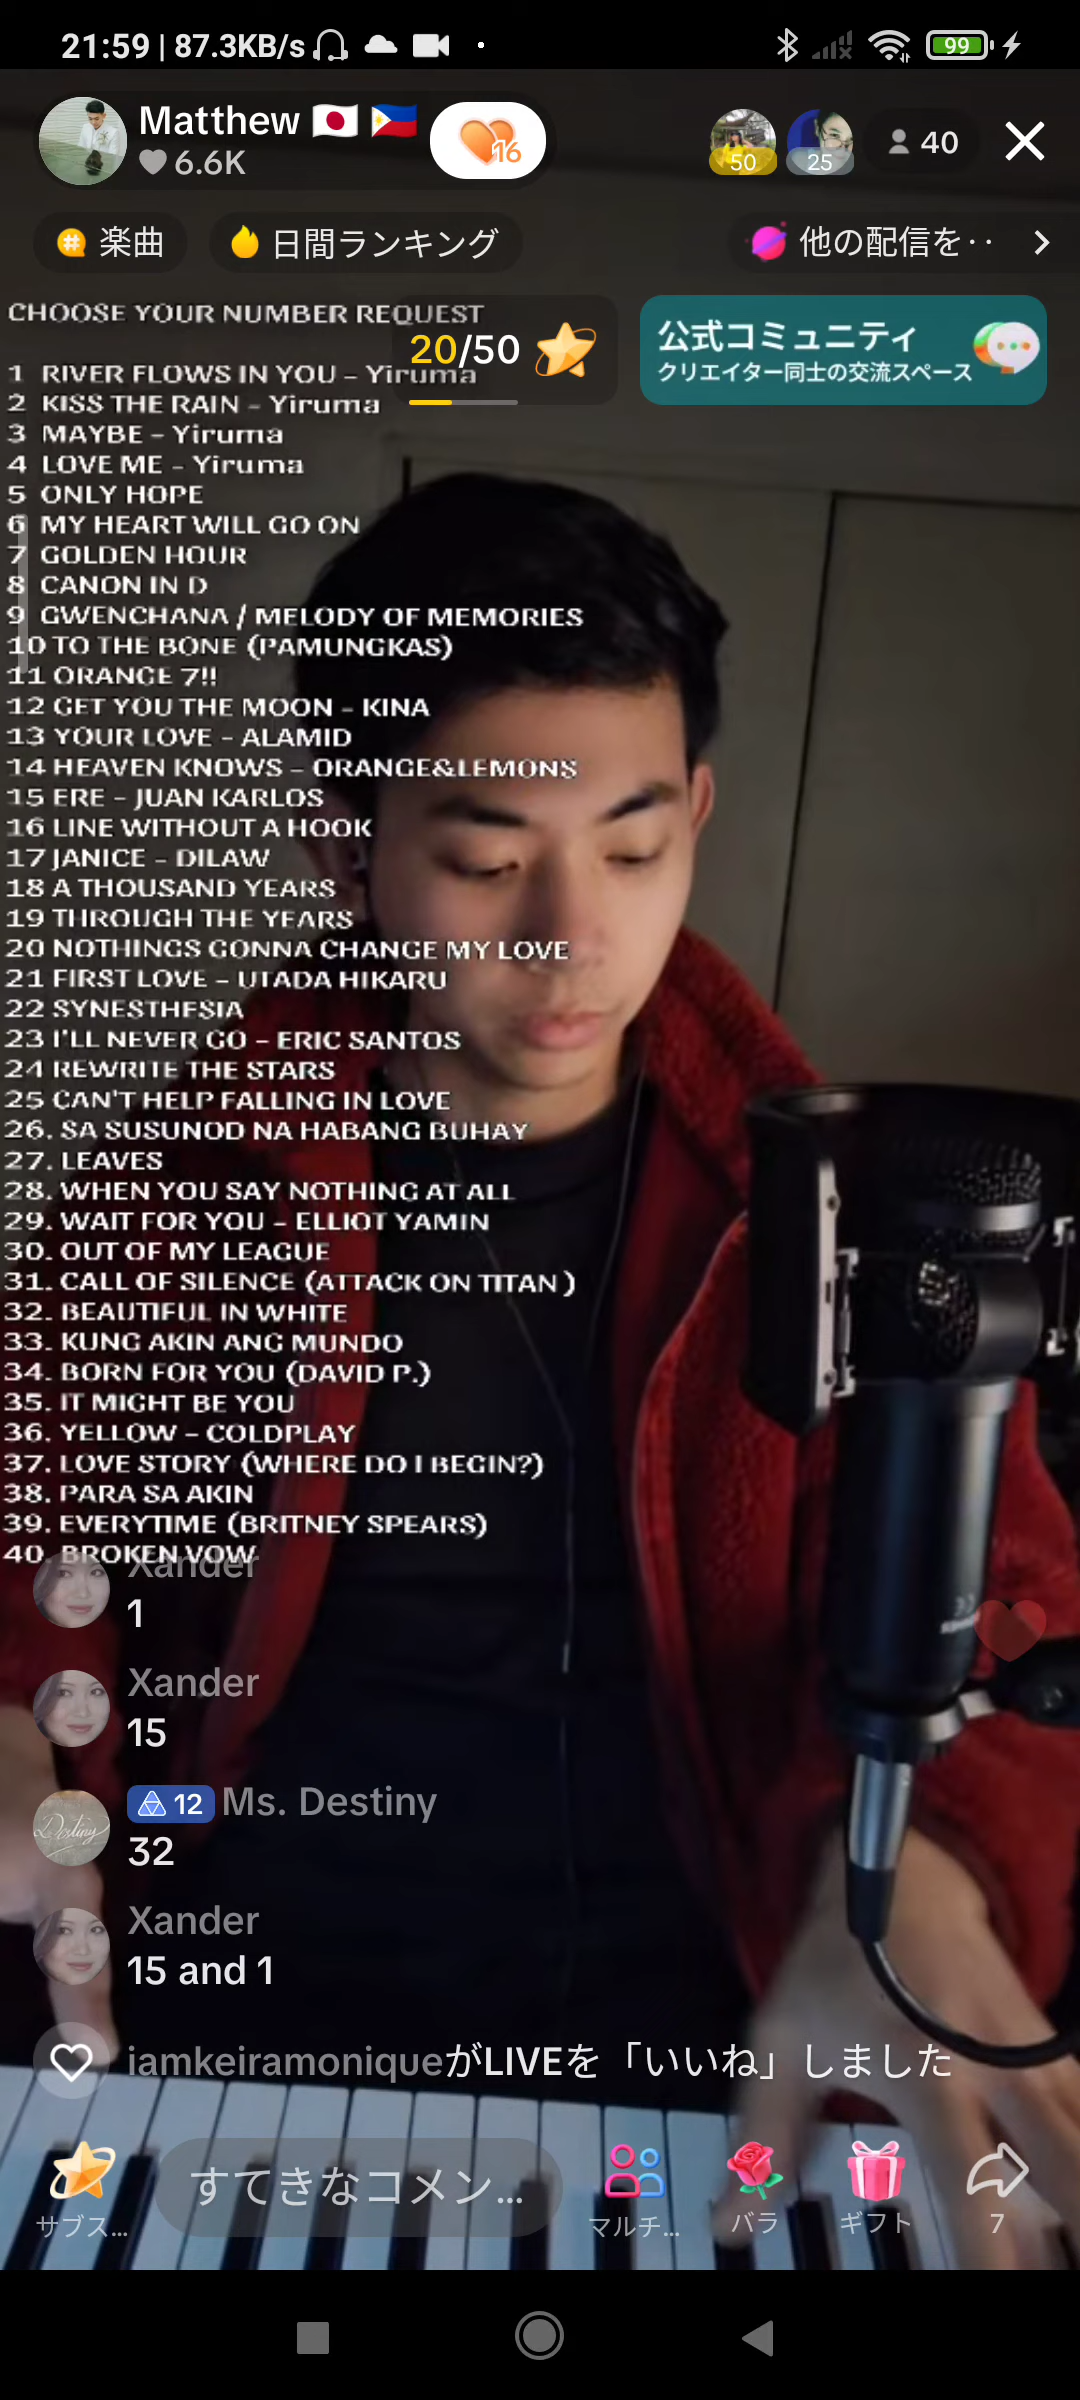 21:59 | 87.3KB/s
99
Matthew 🇯🇵 🇵🇭
6.6K
16
50
25
40
楽曲
日間ランキング
他の配信を‥
CHOOSE YOUR NUMBER REQUEST
20/50
公式コミュニティ
クリエイター同士の交流スペース
1 RIVER FLOWS IN YOU – Yiruma
2 KISS THE RAIN – Yiruma
3 MAYBE – Yiruma
4 LOVE ME – Yiruma
5 ONLY HOPE
6 MY HEART WILL GO ON
7 GOLDEN HOUR
8 CANON IN D
9 GWENCHANA / MELODY OF MEMORIES
10 TO THE BONE (PAMUNGKAS)
11 ORANGE 7!!
12 GET YOU THE MOON – KINA
13 YOUR LOVE – ALAMID
14 HEAVEN KNOWS – ORANGE&LEMONS
15 ERE – JUAN KARLOS
16 LINE WITHOUT A HOOK
17 JANICE – DILAW
18 A THOUSAND YEARS
19 THROUGH THE YEARS
20 NOTHINGS GONNA CHANGE MY LOVE
21 FIRST LOVE – UTADA HIKARU
22 SYNESTHESIA
23 I'LL NEVER GO – ERIC SANTOS
24 REWRITE THE STARS
25 CAN'T HELP FALLING IN LOVE
26. SA SUSUNOD NA HABANG BUHAY
27. LEAVES
28. WHEN YOU SAY NOTHING AT ALL
29. WAIT FOR YOU – ELLIOT YAMIN
30. OUT OF MY LEAGUE
31. CALL OF SILENCE (ATTACK ON TITAN )
32. BEAUTIFUL IN WHITE
33. KUNG AKIN ANG MUNDO
34. BORN FOR YOU (DAVID P.)
35. IT MIGHT BE YOU
36. YELLOW – COLDPLAY
37. LOVE STORY (WHERE DO I BEGIN?)
38. PARA SA AKIN
39. EVERYTIME (BRITNEY SPEARS)
40. BROKEN VOW
Xander
1
Xander
15
12 Ms. Destiny
Destiny
32
Xander
15 and 1
iamkeiramoniqueがLIVEを「いいね」しました
すてきなコメン...
サブス...
マルチ...
バラ
ギフト
7